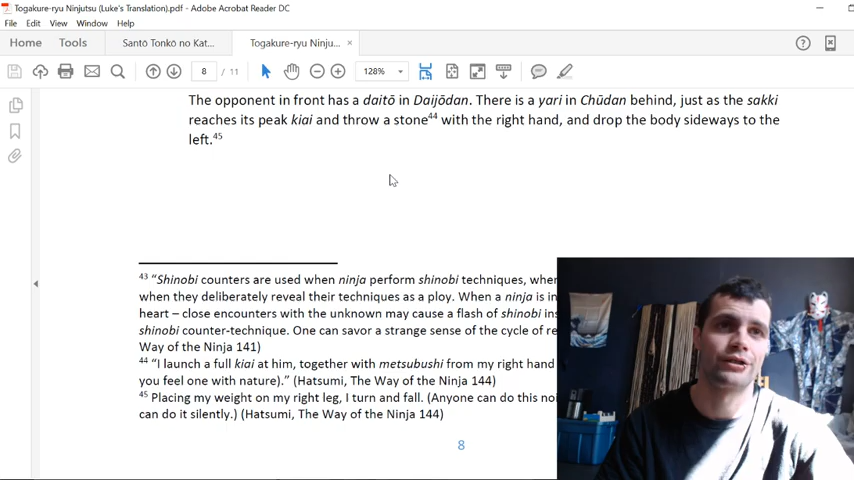 Togakure-ryu Ninjutsu (Luke's Translation).pdf - Adobe Acrobat Reader DC
File Edit View Window Help
Home Tools Santō Tonkō no Kat... Togakure-ryu Ninju... ×
8 / 11 128%
The opponent in front has a daitō in Daijōdan. There is a yari in Chūdan behind, just as the sakki
reaches its peak kiai and throw a stone44 with the right hand, and drop the body sideways to the
left.45
43 “Shinobi counters are used when ninja perform shinobi techniques,
when they deliberately reveal their techniques as a ploy. When a ninja is
heart – close encounters with the unknown may cause a flash of shinobi
shinobi counter-technique. One can savor a strange sense of the cycle of
Way of the Ninja 141)
44 “I launch a full kiai at him, together with metsubushi from my right hand
you feel one with nature).” (Hatsumi, The Way of the Ninja 144)
45 Placing my weight on my right leg, I turn and fall. (Anyone can do this
can do it silently.) (Hatsumi, The Way of the Ninja 144)
8